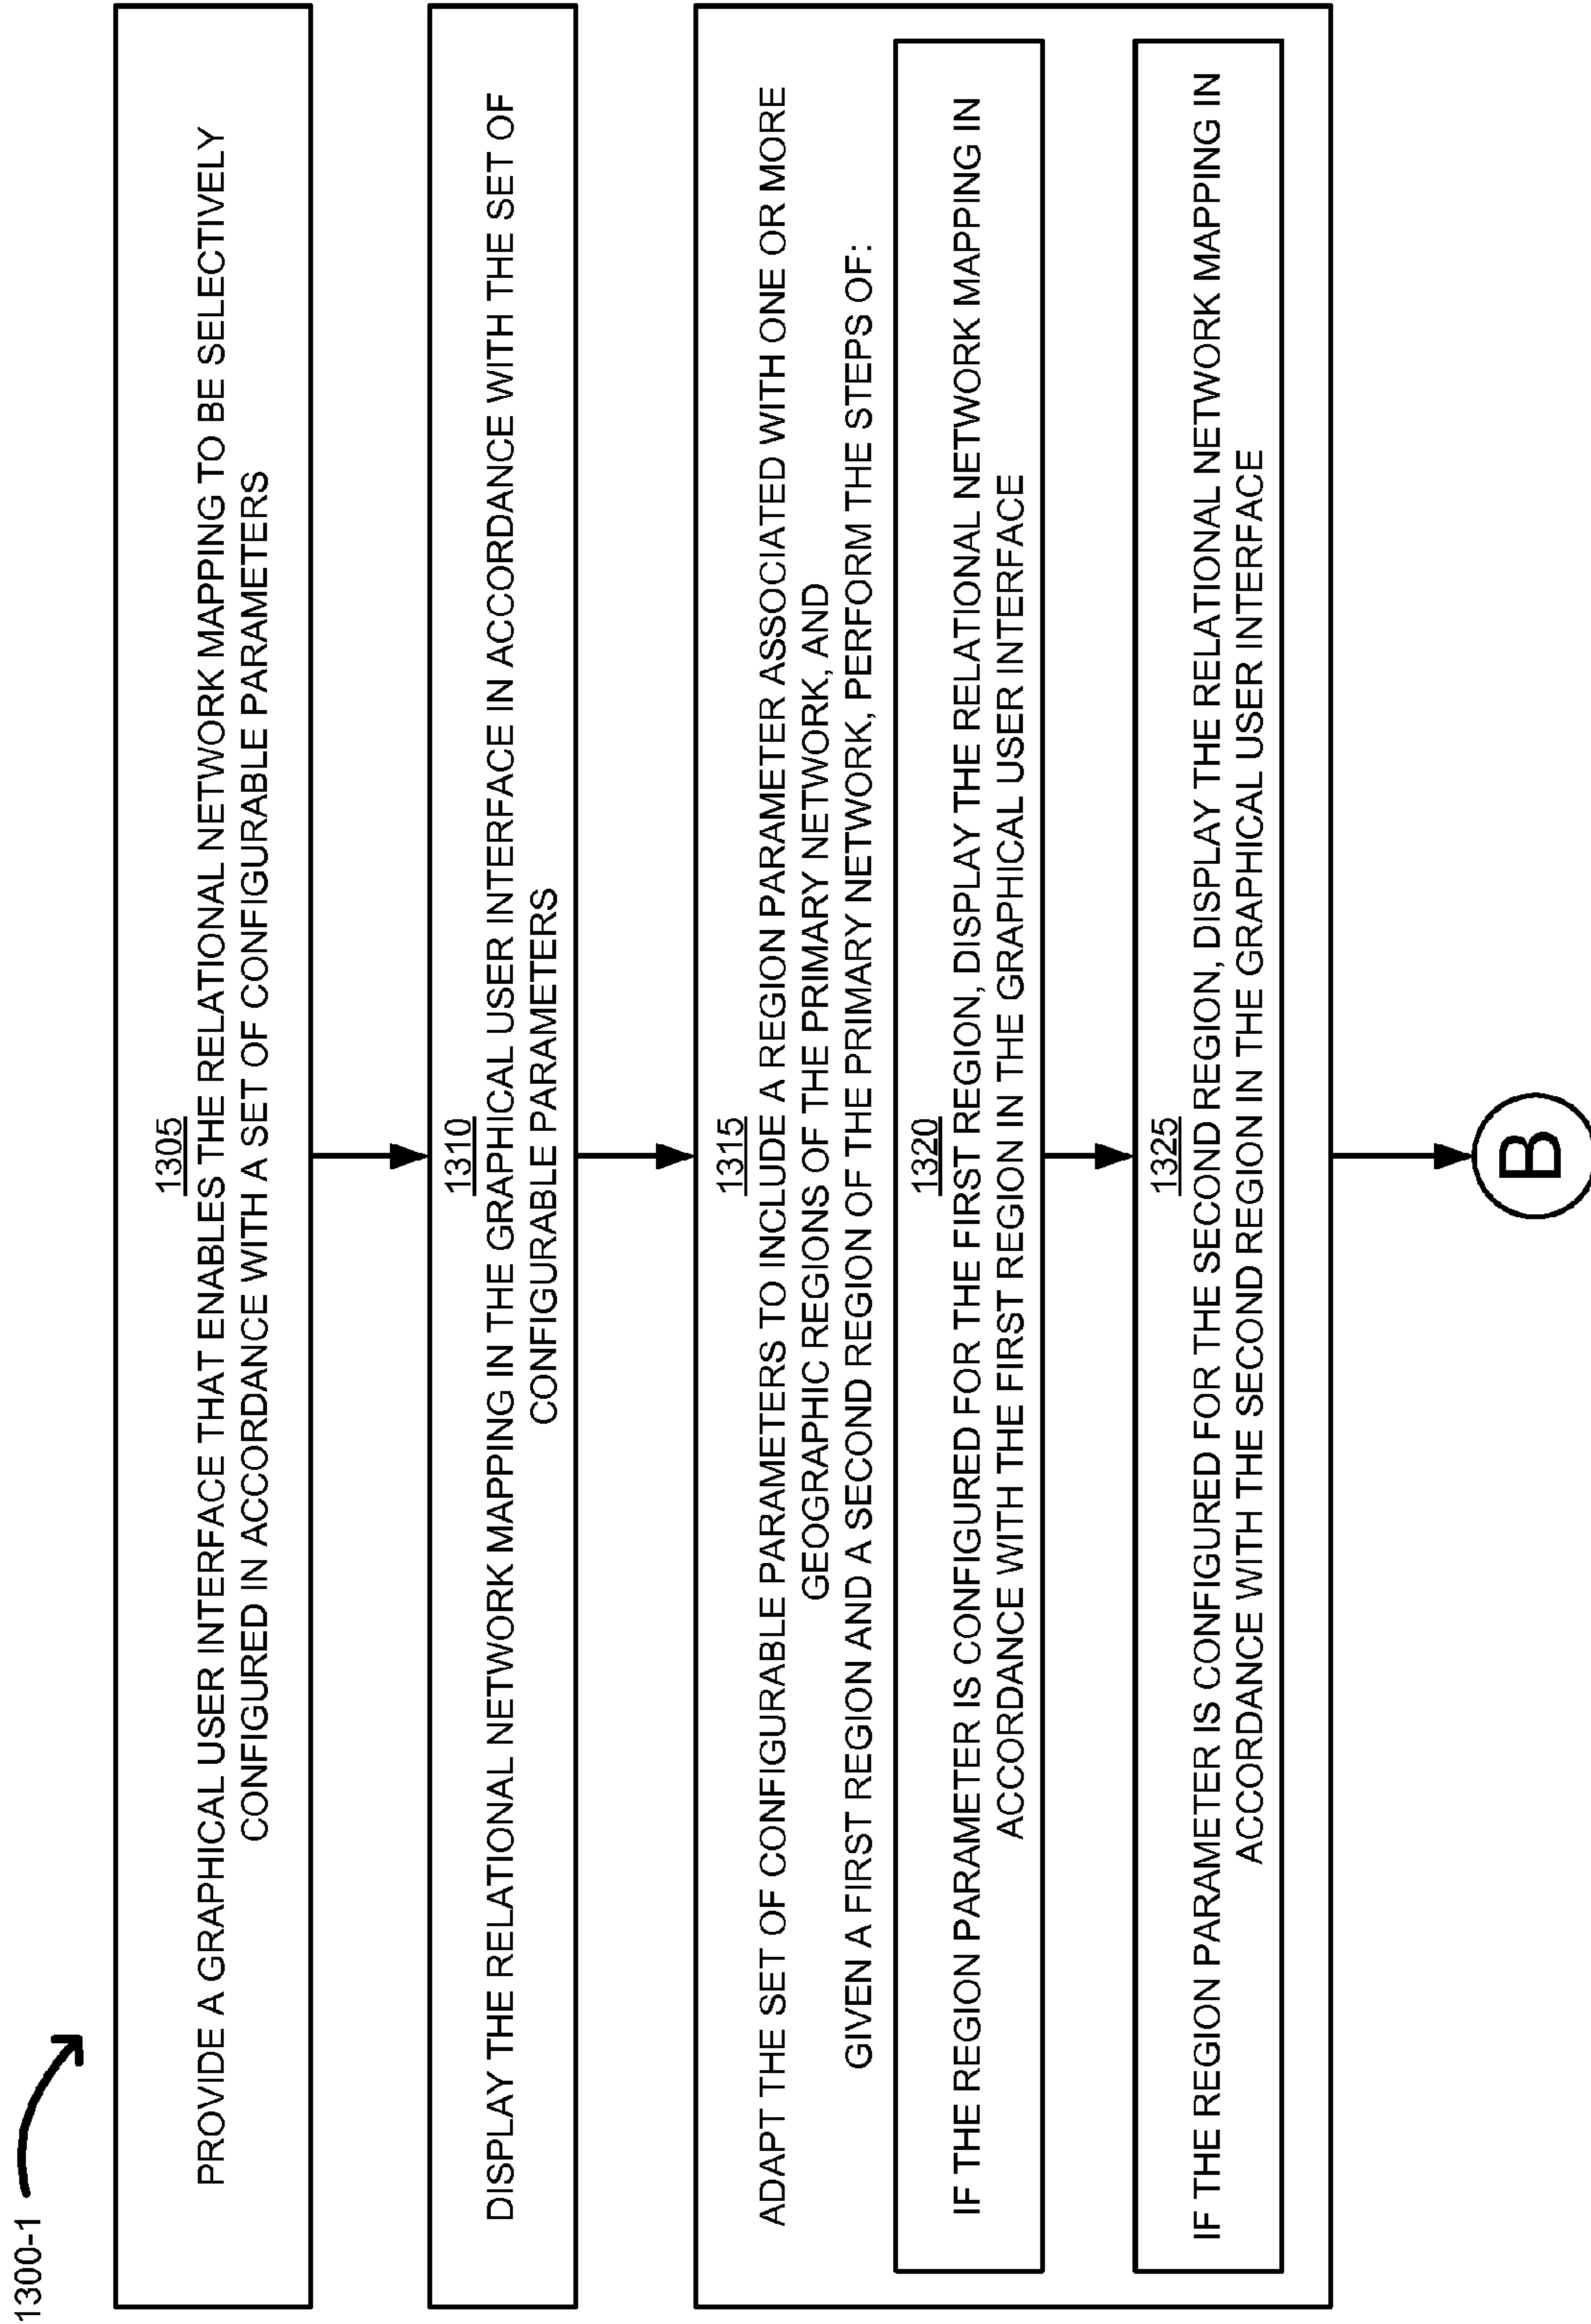 1300-1
1305
PROVIDE A GRAPHICAL USER INTERFACE THAT ENABLES THE RELATIONAL NETWORK MAPPING TO BE SELECTIVELY
CONFIGURED IN ACCORDANCE WITH A SET OF CONFIGURABLE PARAMETERS
1310
DISPLAY THE RELATIONAL NETWORK MAPPING IN THE GRAPHICAL USER INTERFACE IN ACCORDANCE WITH THE SET OF
CONFIGURABLE PARAMETERS
1315
ADAPT THE SET OF CONFIGURABLE PARAMETERS TO INCLUDE A REGION PARAMETER ASSOCIATED WITH ONE OR MORE
GEOGRAPHIC REGIONS OF THE PRIMARY NETWORK, AND
GIVEN A FIRST REGION AND A SECOND REGION OF THE PRIMARY NETWORK, PERFORM THE STEPS OF:
1320
IF THE REGION PARAMETER IS CONFIGURED FOR THE FIRST REGION, DISPLAY THE RELATIONAL NETWORK MAPPING IN
ACCORDANCE WITH THE FIRST REGION IN THE GRAPHICAL USER INTERFACE
1325
IF THE REGION PARAMETER IS CONFIGURED FOR THE SECOND REGION, DISPLAY THE RELATIONAL NETWORK MAPPING IN
ACCORDANCE WITH THE SECOND REGION IN THE GRAPHICAL USER INTERFACE
B